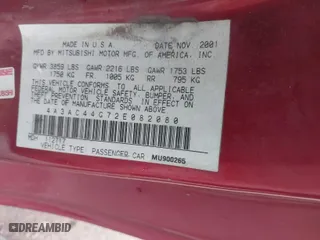 MADE IN U.S.A. DATE NOV. 2001
MFD BY MITSUBISHI MOTOR MFG OF AMERICA, INC.
GVWR 3859 LBS GAWR 2216 LBS GAWR 1753 LBS
1750 KG FR 1005 KG RR 795 KG
THIS VEHICLE CONFORMS TO ALL APPLICABLE
FEDERAL MOTOR VEHICLE SAFETY, BUMPER, AND
THEFT PREVENTION STANDARDS IN EFFECT ON THE
DATE OF MANUFACTURE SHOWN ABOVE.
4A3AC44G72E082080
VEHICLE TYPE: PASSENGER CAR MU900265